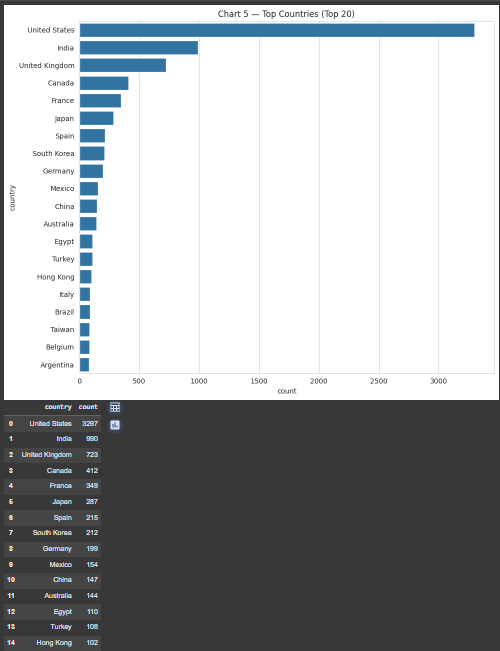 Chart 5 — Top Countries (Top 20)
United States
India
United Kingdom
Canada
France
Japan
Spain
South Korea
Germany
Mexico
China
Australia
Egypt
Turkey
Hong Kong
Italy
Brazil
Taiwan
Belgium
Argentina
country
0 500 1000 1500 2000 2500 3000
count
country count
0 United States 3297
1 India 990
2 United Kingdom 723
3 Canada 412
4 France 349
5 Japan 287
6 Spain 215
7 South Korea 212
8 Germany 199
9 Mexico 154
10 China 147
11 Australia 144
12 Egypt 110
13 Turkey 108
14 Hong Kong 102